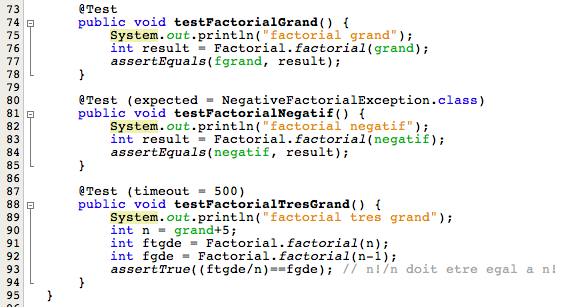 73 @Test
74 public void testFactorialGrand() {
75 System.out.println("factorial grand");
76 int result = Factorial.factorial(grand);
77 assertEquals(fgrand, result);
78 }
79
80 @Test (expected = NegativeFactorialException.class)
81 public void testFactorialNegatif() {
82 System.out.println("factorial negatif");
83 int result = Factorial.factorial(negatif);
84 assertEquals(negatif, result);
85 }
86
87 @Test (timeout = 500)
88 public void testFactorialTresGrand() {
89 System.out.println("factorial tres grand");
90 int n = grand+5;
91 int ftgde = Factorial.factorial(n);
92 int fgde = Factorial.factorial(n-1);
93 assertTrue((ftgde/n)==fgde); // n!/n doit etre egal a n!
94 }
95 }